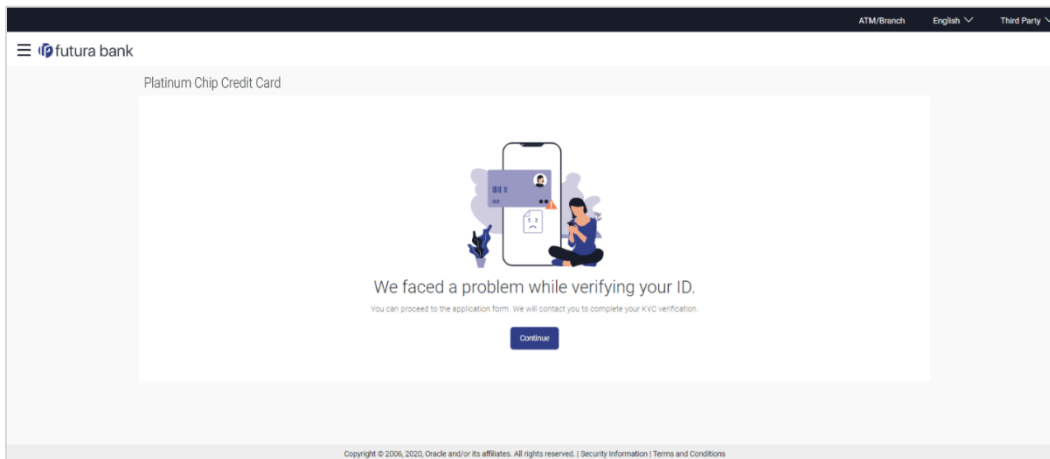 ATM/Branch English Third Party
futura bank
Platinum Chip Credit Card
We faced a problem while verifying your ID.
You can proceed to the application form. We will contact you to complete your KYC verification.
Continue
Copyright © 2006, 2020, Oracle and/or its affiliates. All rights reserved. | Security Information | Terms and Conditions